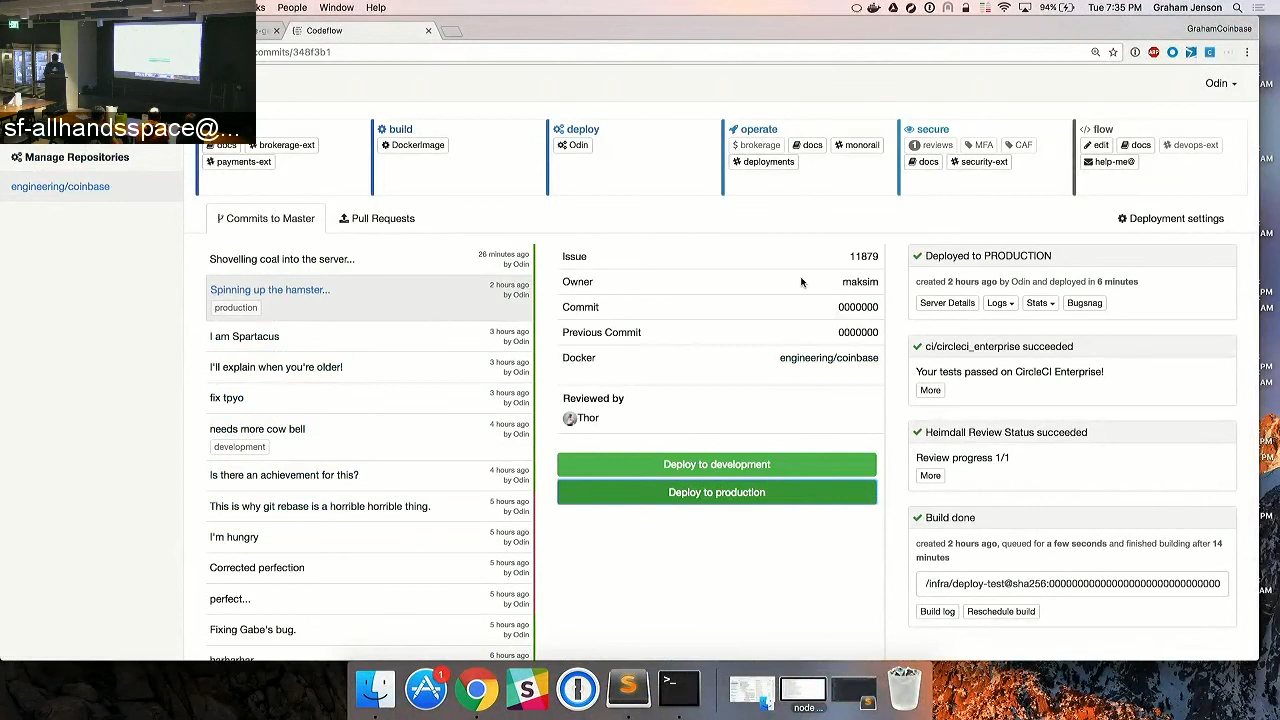 ks People Window Help
94% Tue 7:35 PM Graham Jenson
Codeflow
GrahamCoinbase
commits/348f3b1
Odin
sf-allhandsspace@...
Manage Repositories
engineering/coinbase
docs brokerage-ext
payments-ext
build
DockerImage
deploy
Odin
operate
$ brokerage docs monorail
deployments
secure
1 reviews MFA CAF
docs security-ext
</> flow
edit docs devops-ext
help-me@
Commits to Master
Pull Requests
Deployment settings
Shovelling coal into the server...
26 minutes ago
by Odin
Spinning up the hamster...
2 hours ago
by Odin
production
I am Spartacus
3 hours ago
by Odin
I'll explain when you're older!
3 hours ago
by Odin
fix tpyo
3 hours ago
by Odin
needs more cow bell
4 hours ago
by Odin
development
Is there an achievement for this?
4 hours ago
by Odin
This is why git rebase is a horrible horrible thing.
5 hours ago
by Odin
I'm hungry
5 hours ago
by Odin
Corrected perfection
5 hours ago
by Odin
perfect...
5 hours ago
by Odin
Fixing Gabe's bug.
5 hours ago
by Odin
6 hours ago
Issue 11879
Owner maksim
Commit 0000000
Previous Commit 0000000
Docker engineering/coinbase
Reviewed by
Thor
Deploy to development
Deploy to production
Deployed to PRODUCTION
created 2 hours ago by Odin and deployed in 6 minutes
Server Details Logs Stats Bugsnag
ci/circleci_enterprise succeeded
Your tests passed on CircleCI Enterprise!
More
Heimdall Review Status succeeded
Review progress 1/1
More
Build done
created 2 hours ago, queued for a few seconds and finished building after 14
minutes
/infra/deploy-test@sha256:0000000000000000000000000000
Build log Reschedule build
1
node ...